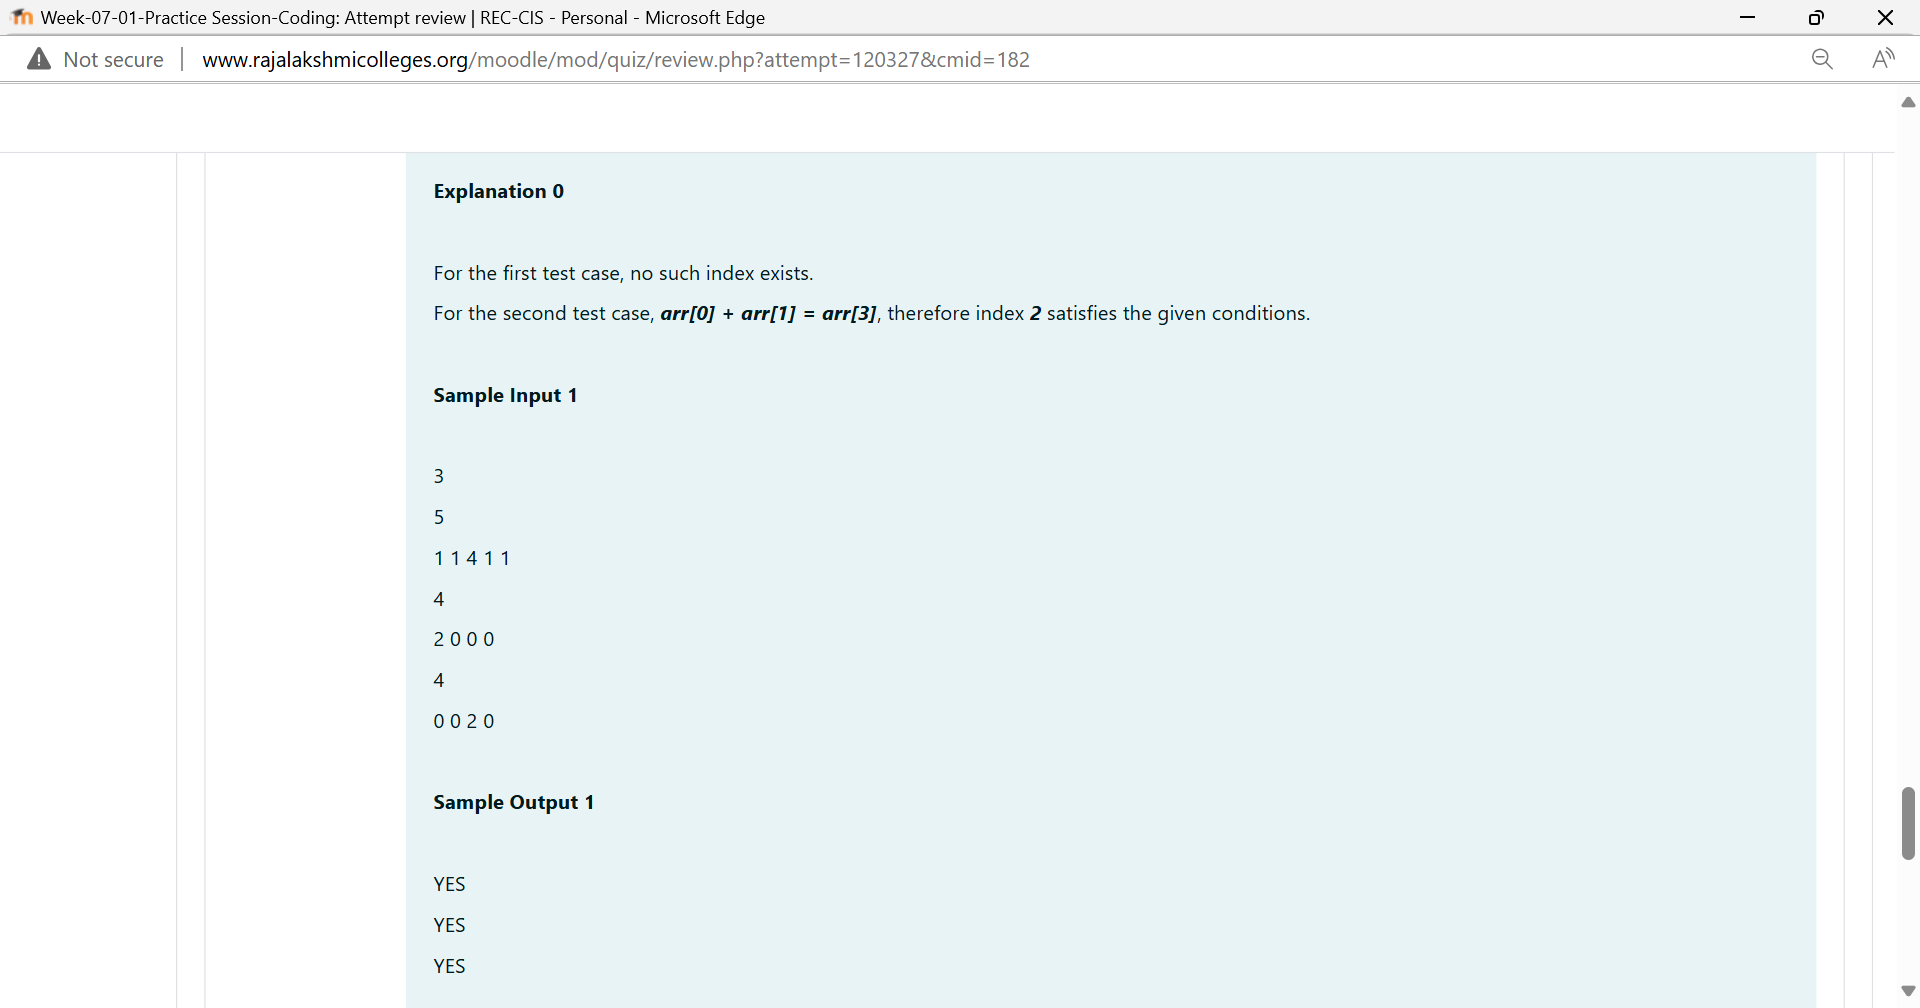 Week-07-01-Practice Session-Coding: Attempt review | REC-CIS - Personal - Microsoft Edge
Not secure | www.rajalakshmicolleges.org/moodle/mod/quiz/review.php?attempt=120327&cmid=182
Explanation 0
For the first test case, no such index exists.
For the second test case, arr[0] + arr[1] = arr[3], therefore index 2 satisfies the given conditions.
Sample Input 1
3
5
1 1 4 1 1
4
2 0 0 0
4
0 0 2 0
Sample Output 1
YES
YES
YES